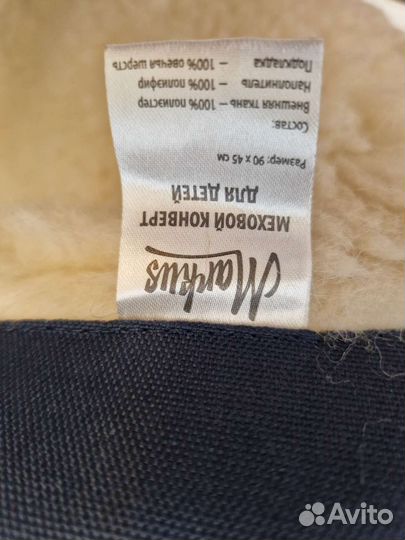 Markus
МЕХОВОЙ КОНВЕРТ
ДЛЯ ДЕТЕЙ
Размер: 90 х 45 см
Состав:
Внешняя ткань – 100% полиэстер
Наполнитель – 100% полиэфир
Подкладка – 100% овечья шерсть
Avito